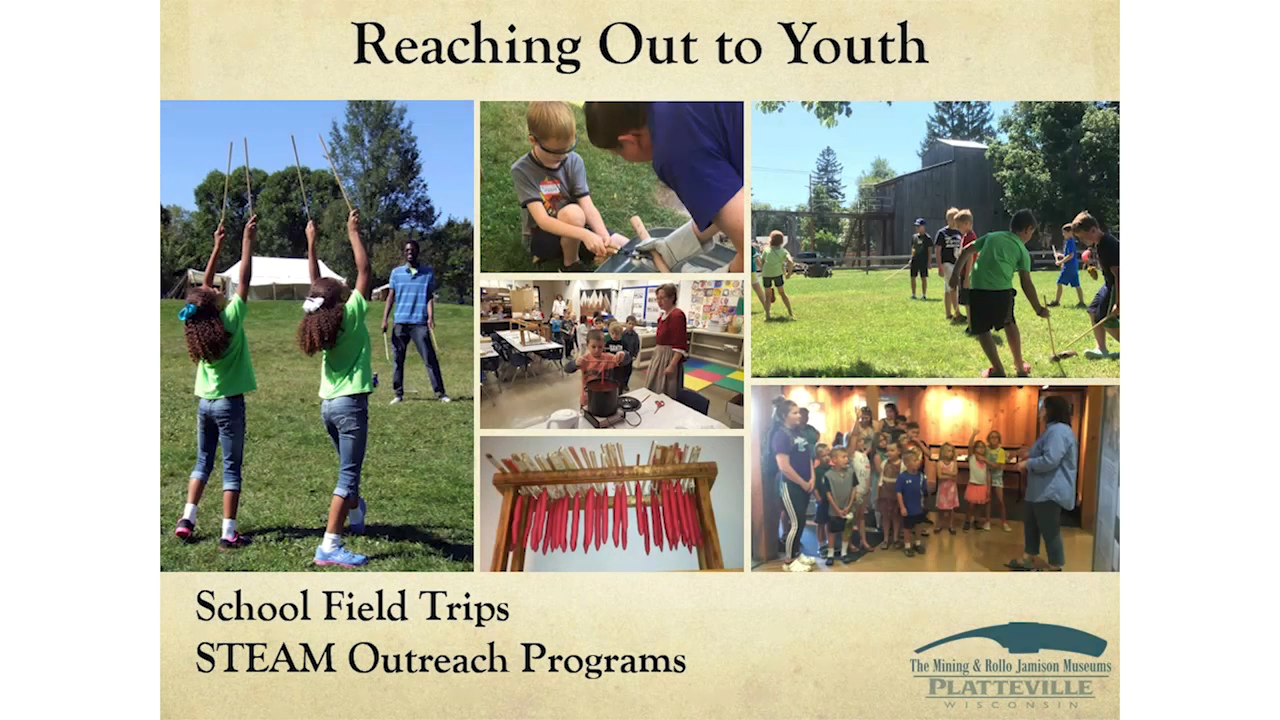 Reaching Out to Youth
School Field Trips
STEAM Outreach Programs
The Mining & Rollo Jamison Museums
PLATTEVILLE
WISCONSIN